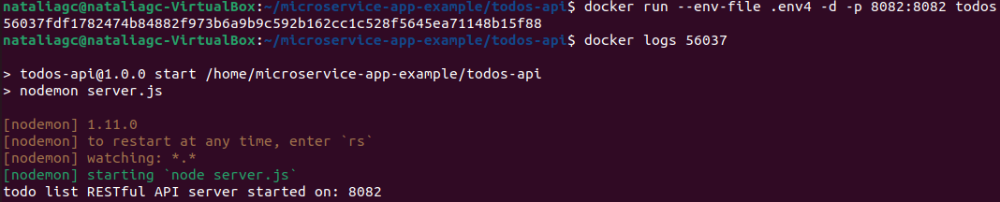 nataliagc@nataliagc-VirtualBox:~/microservice-app-example/todos-api$ docker run --env-file .env4 -d -p 8082:8082 todos
56037fdf1782474b84882f973b6a9b9c592b162cc1c528f5645ea71148b15f88
nataliagc@nataliagc-VirtualBox:~/microservice-app-example/todos-api$ docker logs 56037
> todos-api@1.0.0 start /home/microservice-app-example/todos-api
> nodemon server.js
[nodemon] 1.11.0
[nodemon] to restart at any time, enter `rs`
[nodemon] watching: *.*
[nodemon] starting `node server.js`
todo list RESTful API server started on: 8082